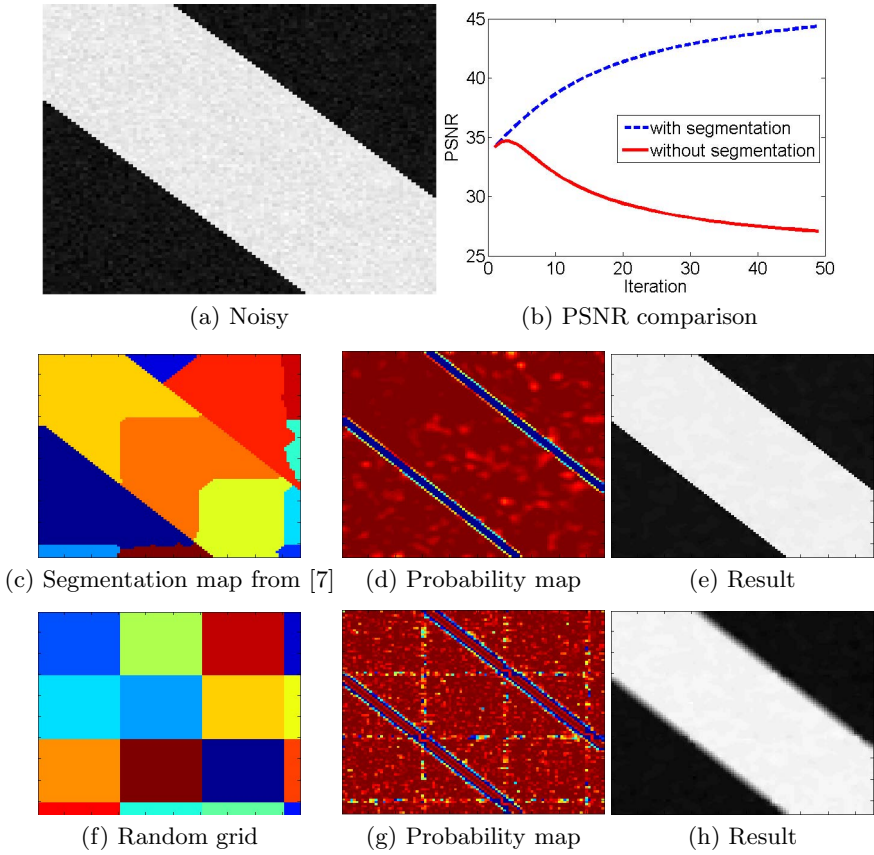 45
40
35
30
25
PSNR
with segmentation
without segmentation
1 10 20 30 40 50
Iteration
(a) Noisy
(b) PSNR comparison
(c) Segmentation map from [7]
(d) Probability map
(e) Result
(f) Random grid
(g) Probability map
(h) Result